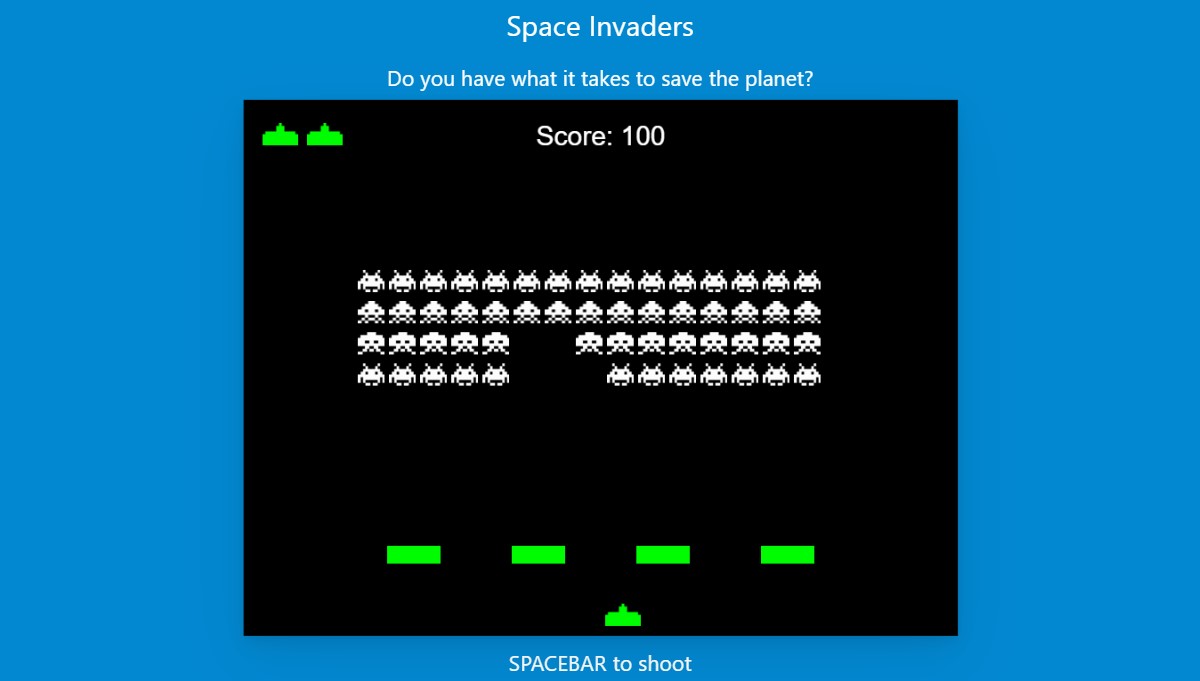 Space Invaders
Do you have what it takes to save the planet?
Score: 100
SPACEBAR to shoot